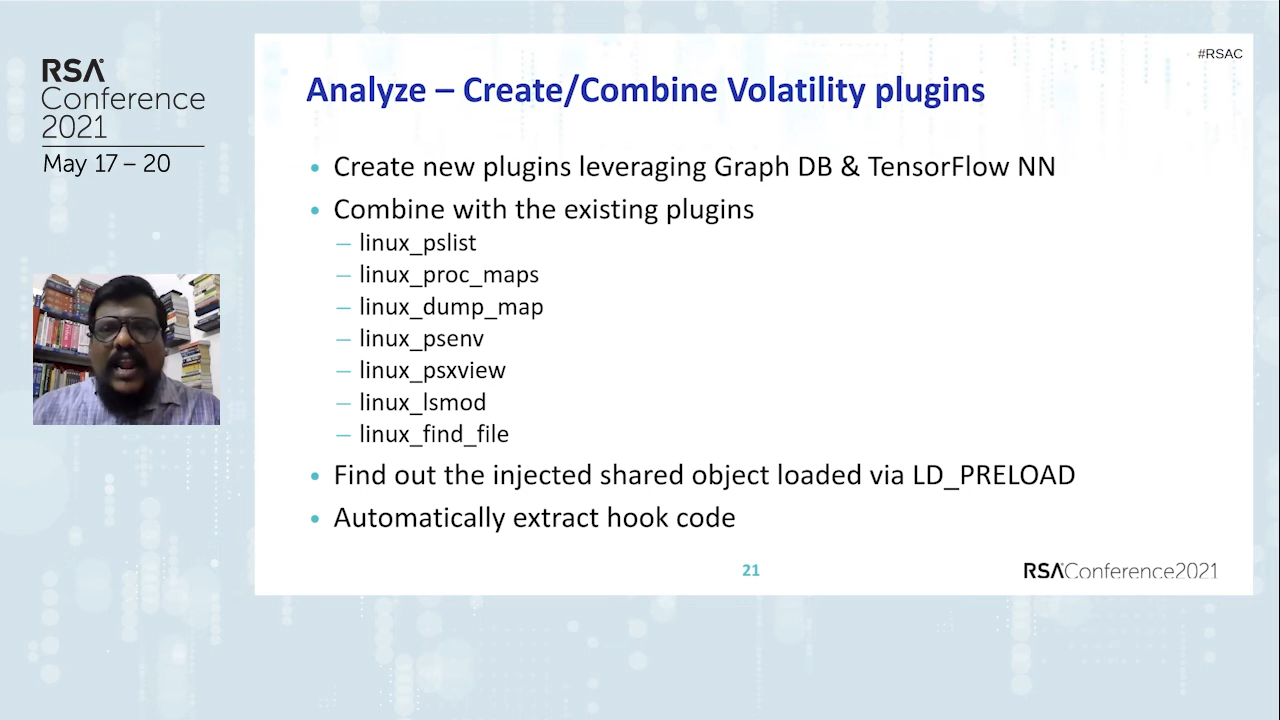 RSA
Conference
2021
May 17 – 20
#RSAC
Analyze – Create/Combine Volatility plugins
• Create new plugins leveraging Graph DB & TensorFlow NN
• Combine with the existing plugins
– linux_pslist
– linux_proc_maps
– linux_dump_map
– linux_psenv
– linux_psxview
– linux_lsmod
– linux_find_file
• Find out the injected shared object loaded via LD_PRELOAD
• Automatically extract hook code
21
RSAConference2021